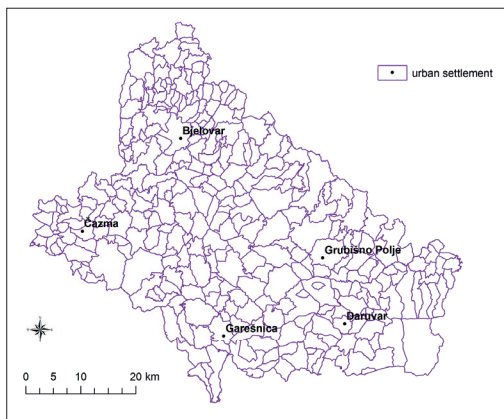 urban settlement
Bjelovar
Čazma
Grubišno Polje
Daruvar
Garešnica
0 5 10 20 km